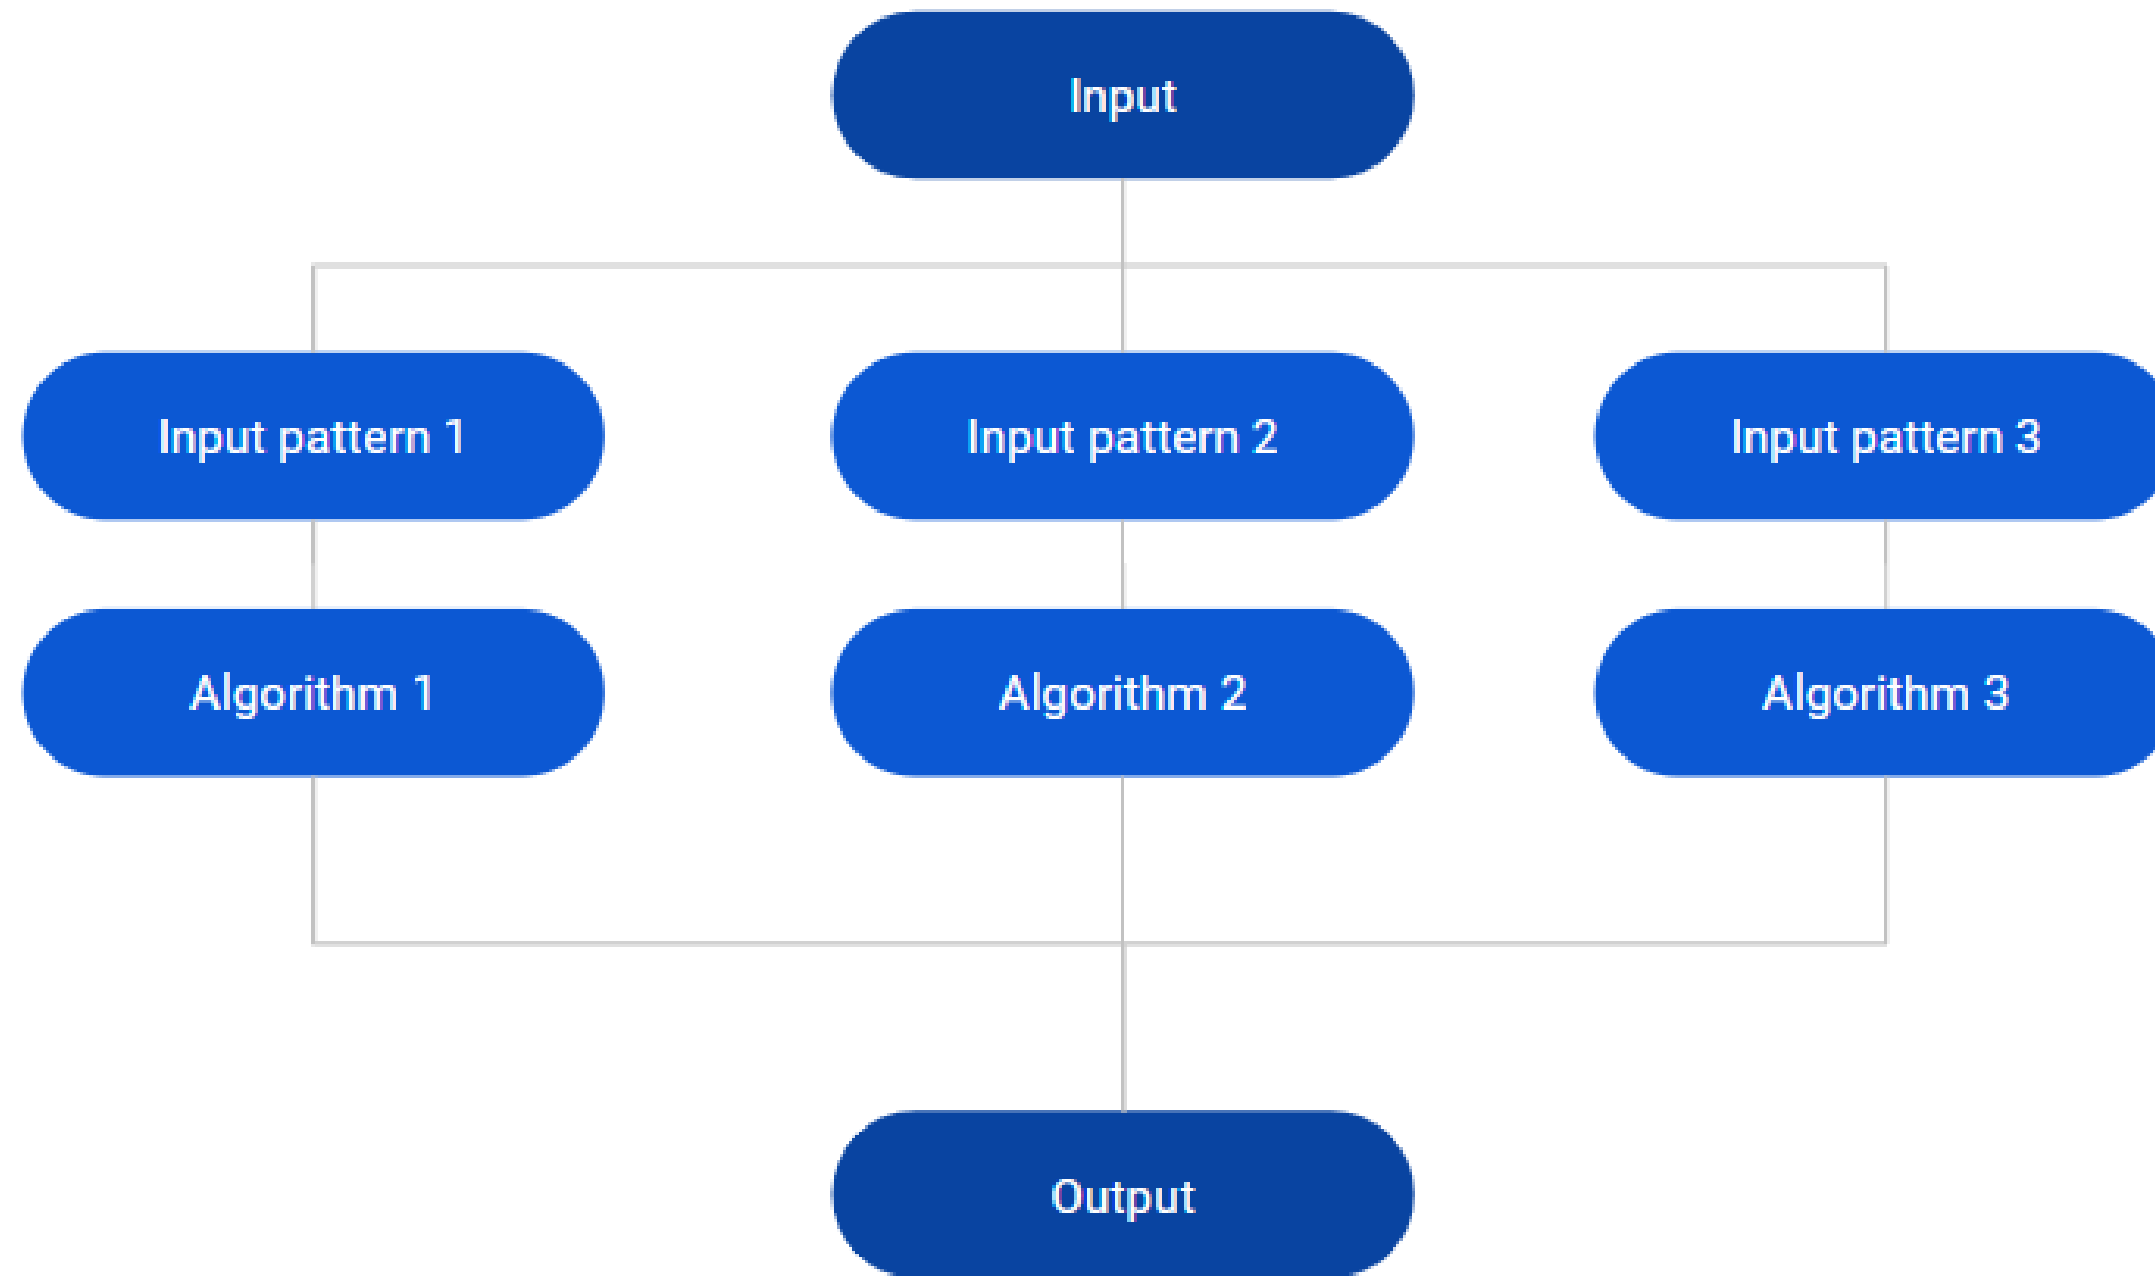 Input
Input pattern 1
Input pattern 2
Input pattern 3
Algorithm 1
Algorithm 2
Algorithm 3
Output